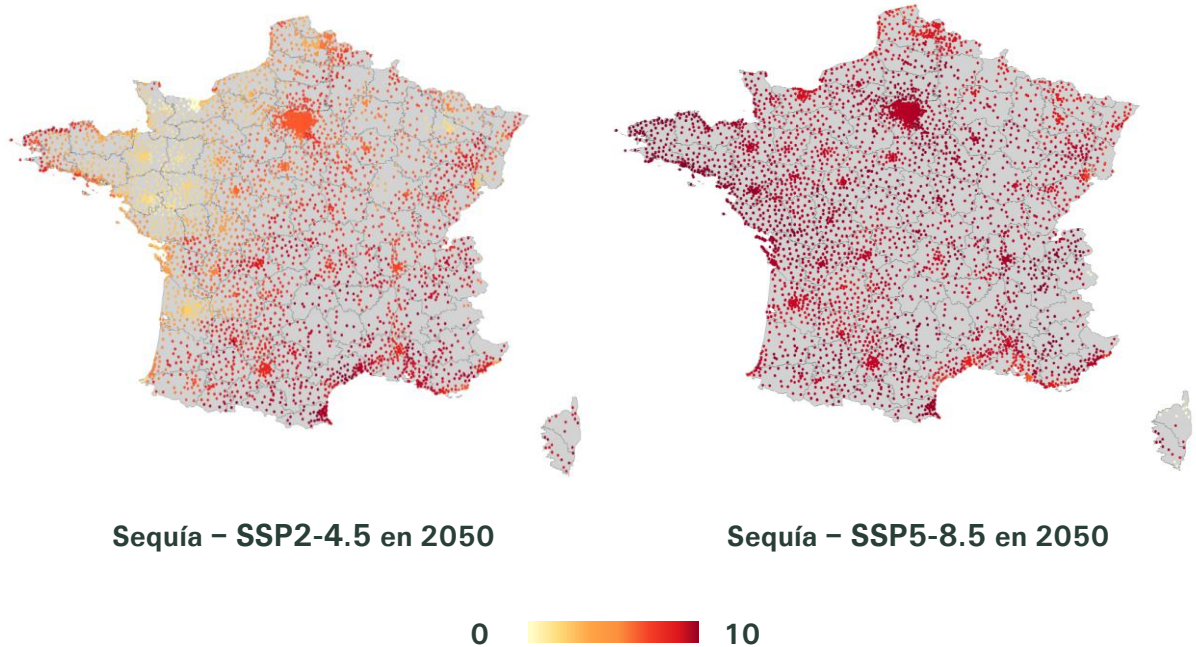 Sequía – SSP2-4.5 en 2050
Sequía – SSP5-8.5 en 2050
0
10